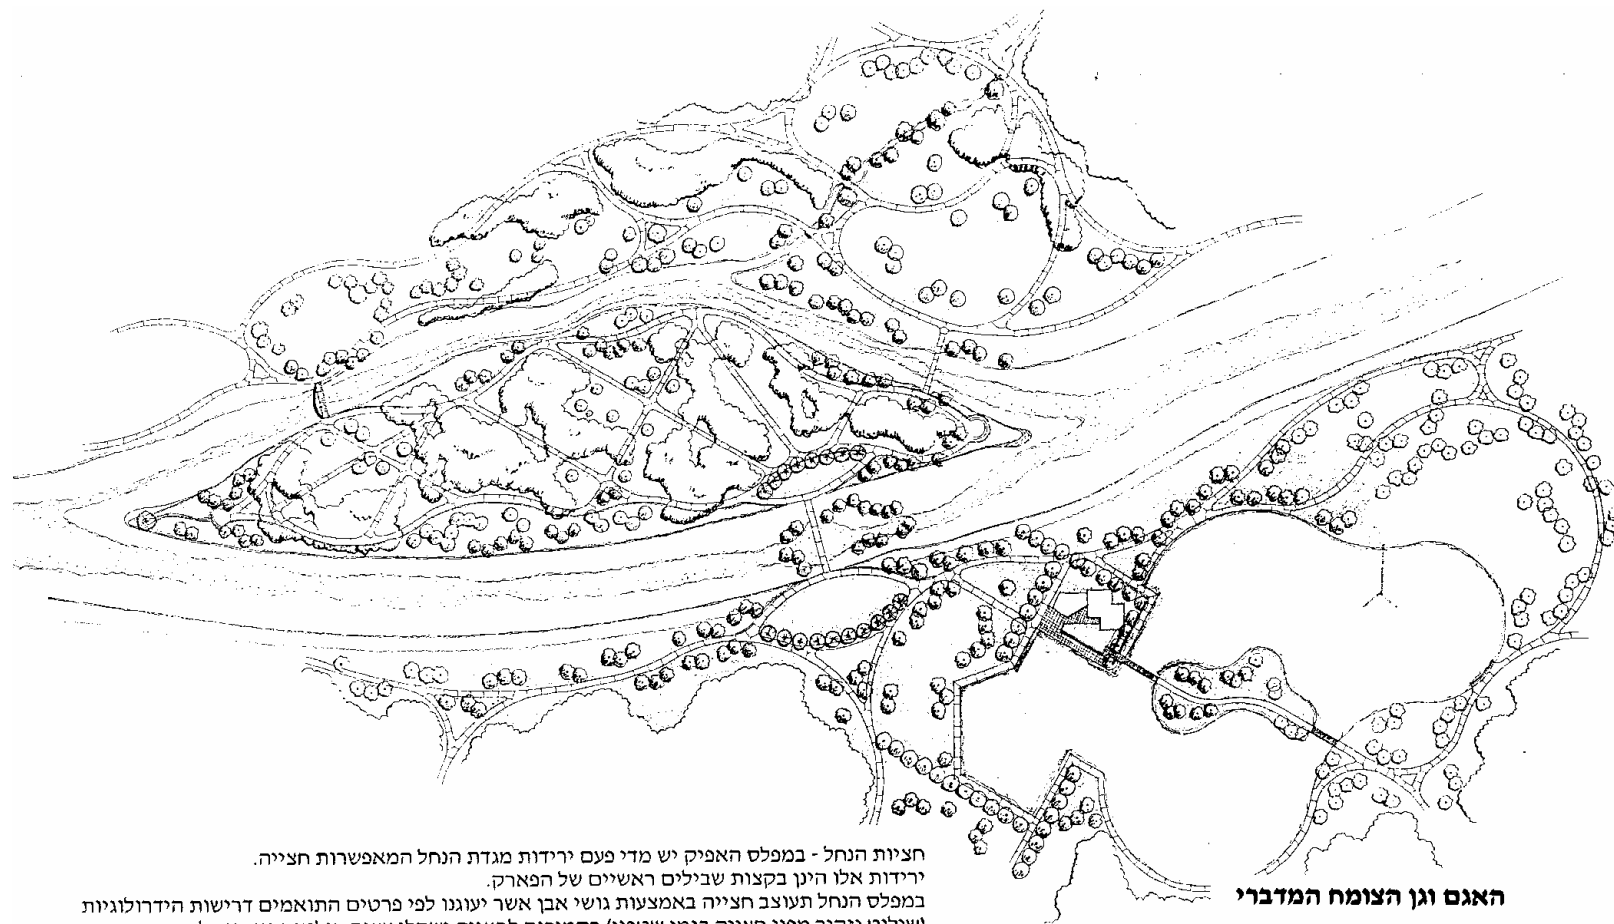 חציות הנחל - במפלס האפיק יש מדי פעם ירידות מגדת הנחל המאפשרות חצייה.
ירידות אלו הינן בקצות שבילים ראשיים של הפארק.
במפלס הנחל תעוצב חצייה באמצעות גושי אבן אשר יעוגנו לפי פרטים התואמים דרישות הידרולוגיות
האגם וגן הצומח המדברי